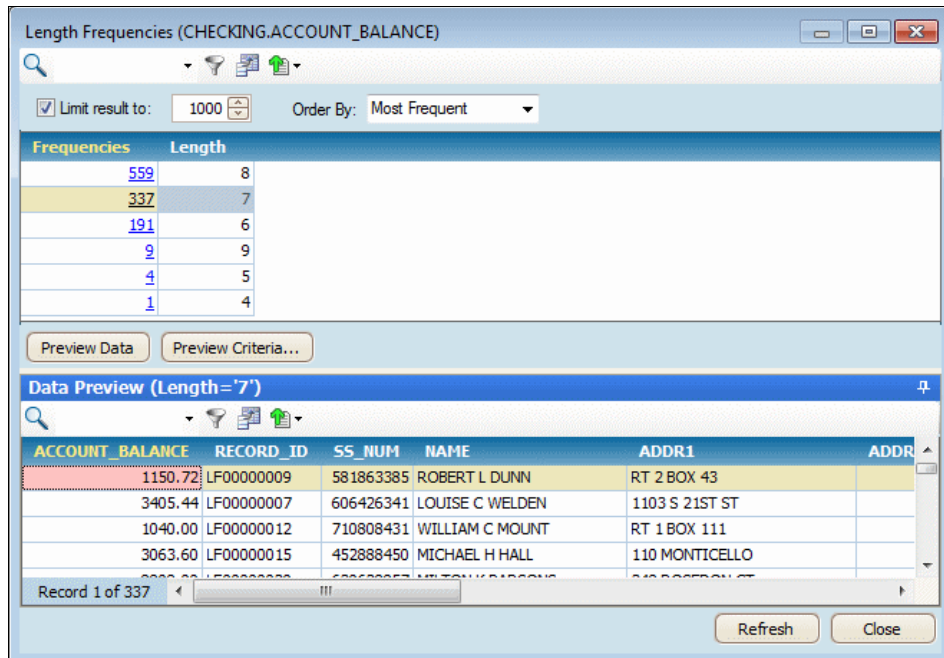 Length Frequencies (CHECKING.ACCOUNT_BALANCE)
Limit result to: 1000 Order By: Most Frequent
Frequencies Length
559 8
337 7
191 6
9 9
4 5
1 4
Preview Data Preview Criteria...
Data Preview (Length='7')
ACCOUNT_BALANCE RECORD_ID SS_NUM NAME ADDR1 ADDR
1150.72 LF00000009 581863385 ROBERT L DUNN RT 2 BOX 43
3405.44 LF00000007 606426341 LOUISE C WELDEN 1103 S 21ST ST
1040.00 LF00000012 710808431 WILLIAM C MOUNT RT 1 BOX 111
3063.60 LF00000015 452888450 MICHAEL H HALL 110 MONTICELLO
Record 1 of 337
Refresh Close